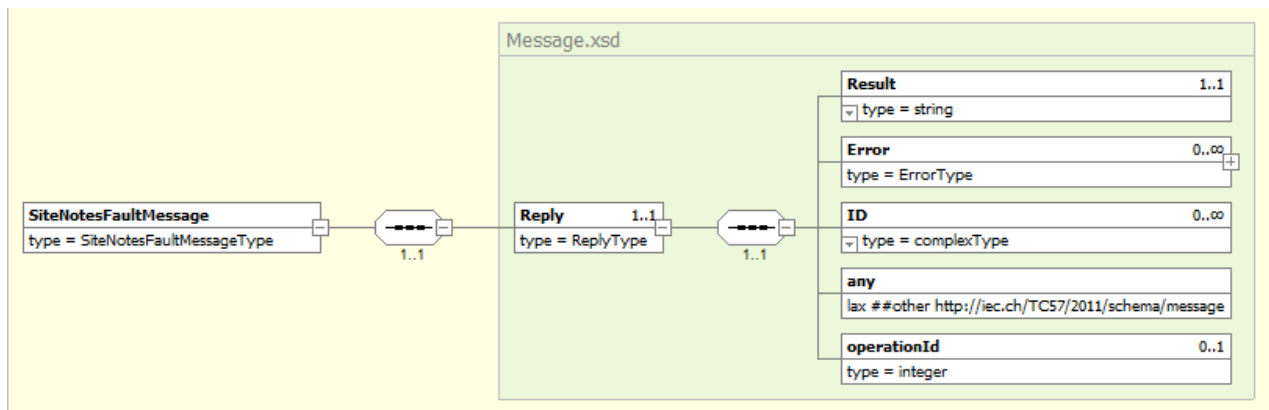 Message.xsd
Result 1..1
type = string
Error 0..∞
type = ErrorType
SiteNotesFaultMessage
type = SiteNotesFaultMessageType
1..1
Reply 1..1
type = ReplyType
1..1
ID 0..∞
type = complexType
any
lax ##other http://iec.ch/TC57/2011/schema/message
operationId 0..1
type = integer